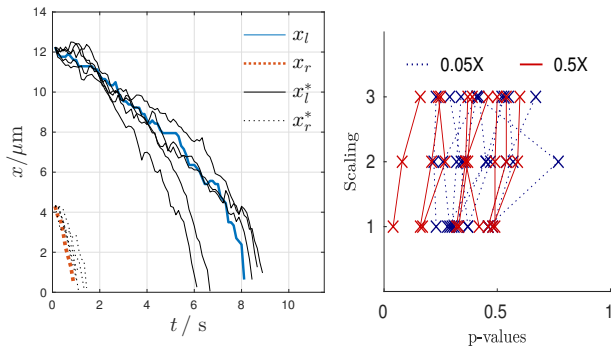 14
12
10
8
6
4
2
0
x/μm
0 2 4 6 8 10
t/ s
x_l
x_r
x_l^*
x_r^*
0.05X 0.5X
3
2
1
Scaling
0 0.5 1
p-values